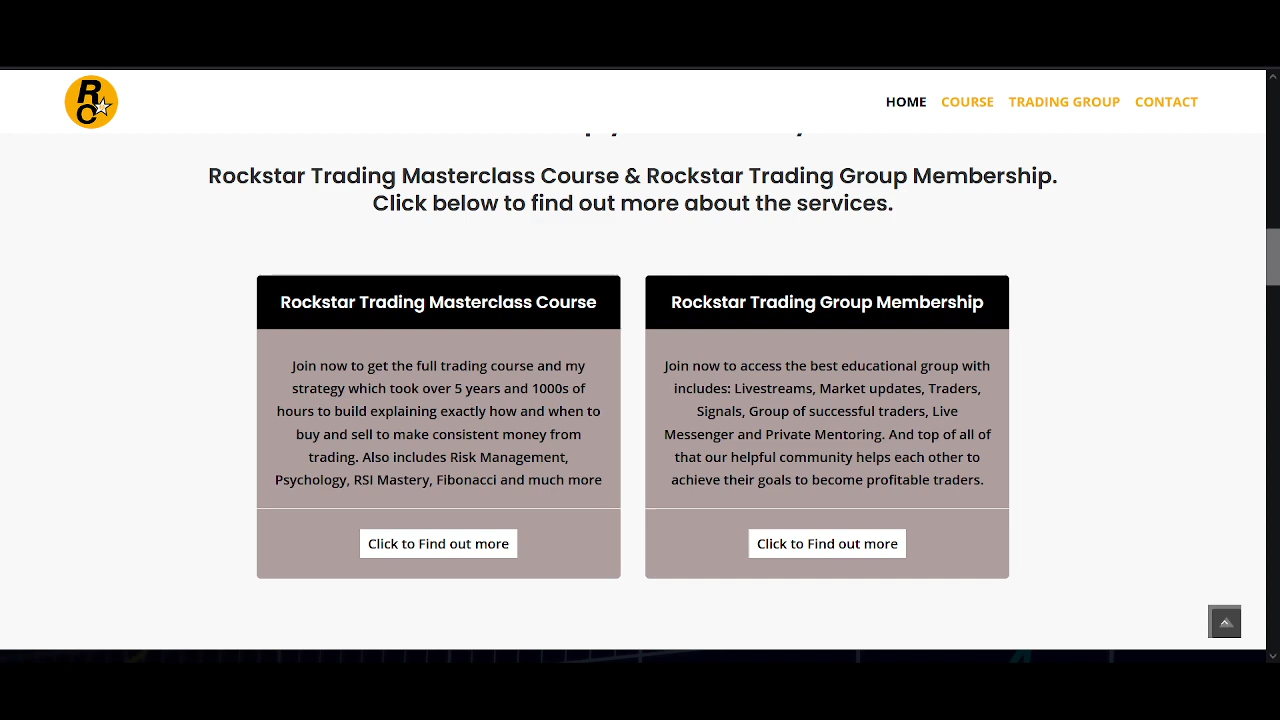 RC
HOME COURSE TRADING GROUP CONTACT
Rockstar Trading Masterclass Course & Rockstar Trading Group Membership.
Click below to find out more about the services.
Rockstar Trading Masterclass Course
Join now to get the full trading course and my
strategy which took over 5 years and 1000s of
hours to build explaining exactly how and when to
buy and sell to make consistent money from
trading. Also includes Risk Management,
Psychology, RSI Mastery, Fibonacci and much more
Click to Find out more
Rockstar Trading Group Membership
Join now to access the best educational group with
includes: Livestreams, Market updates, Traders,
Signals, Group of successful traders, Live
Messenger and Private Mentoring. And top of all of
that our helpful community helps each other to
achieve their goals to become profitable traders.
Click to Find out more